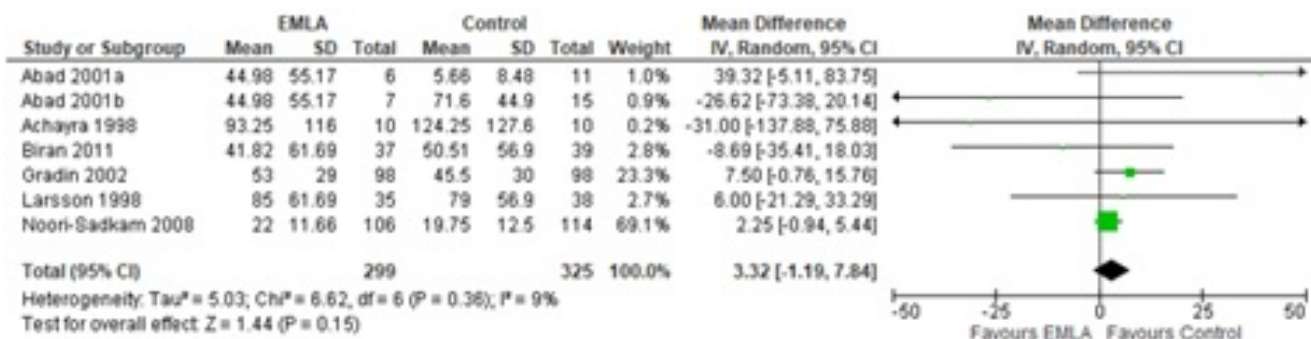 EMLA Control Mean Difference Mean Difference
Study or Subgroup Mean SD Total Mean SD Total Weight IV, Random, 95% CI IV, Random, 95% CI
Abad 2001a 44.98 55.17 6 5.66 8.48 11 1.0% 39.32 [-5.11, 83.75]
Abad 2001b 44.98 55.17 7 71.6 44.9 15 0.9% -26.62 [-73.38, 20.14]
Achayra 1998 93.25 116 10 124.25 127.6 10 0.2% -31.00 [-137.88, 75.88]
Biran 2011 41.82 61.69 37 50.51 56.9 39 2.8% -8.69 [-35.41, 18.03]
Gradin 2002 53 29 98 45.5 30 98 23.3% 7.50 [-0.76, 15.76]
Larsson 1998 85 61.69 35 79 56.9 38 2.7% 6.00 [-21.29, 33.29]
Noori-Sadkam 2008 22 11.66 106 19.75 12.5 114 69.1% 2.25 [-0.94, 5.44]
Total (95% CI) 299 325 100.0% 3.32 [-1.19, 7.84]
Heterogeneity: Tau² = 5.03; Chi² = 6.62, df = 6 (P = 0.36); I² = 9%
Test for overall effect: Z = 1.44 (P = 0.15)
-50 -25 0 25 50
Favours EMLA Favours Control